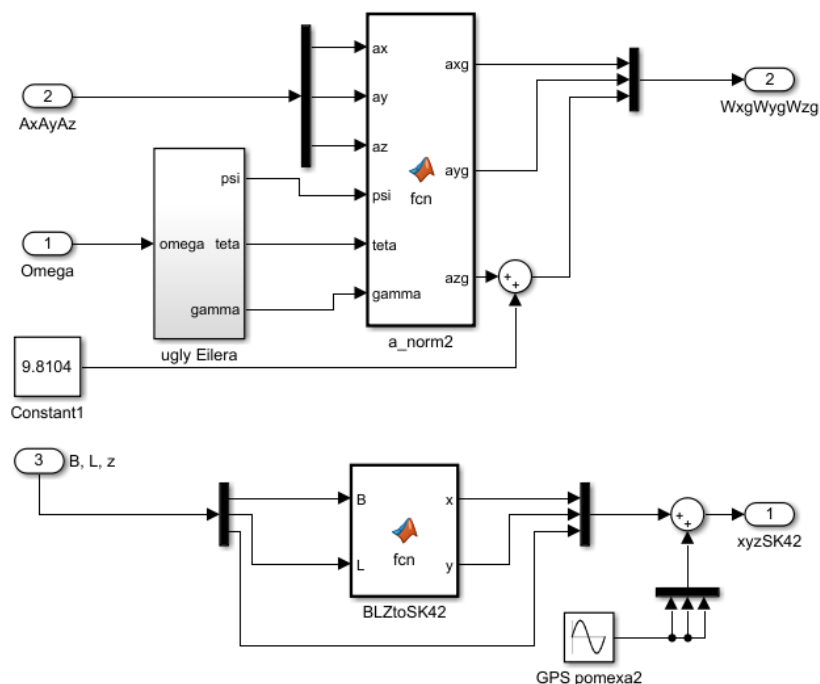 2
AxAyAz
ax
ay
az
psi
teta
gamma
fcn
axg
ayg
azg
a_norm2
2
WxgWygWzg
1
Omega
omega
psi
teta
gamma
ugly Eilera
+
+
9.8104
Constant1
3
B, L, z
B
L
fcn
x
y
BLZtoSK42
+
+
1
xyzSK42
GPS pomexa2